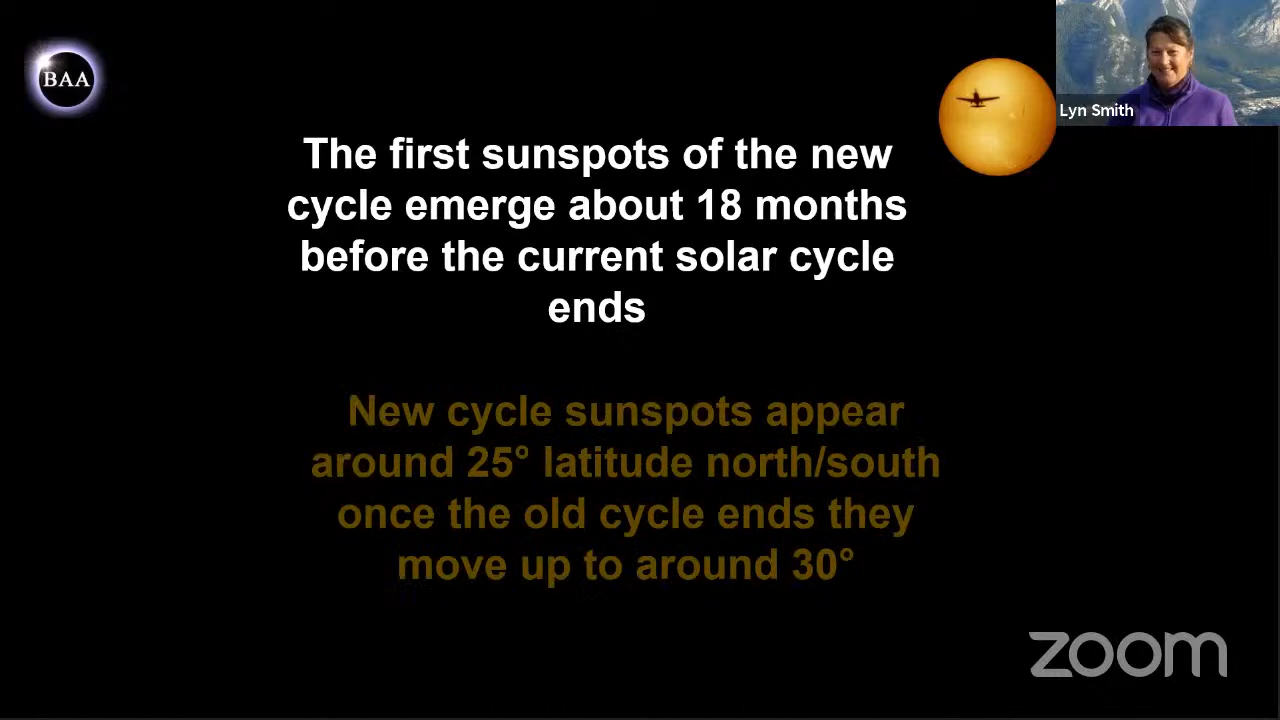 BAA
Lyn Smith
The first sunspots of the new
cycle emerge about 18 months
before the current solar cycle
ends
New cycle sunspots appear
around 25° latitude north/south
once the old cycle ends they
move up to around 30°
zoom